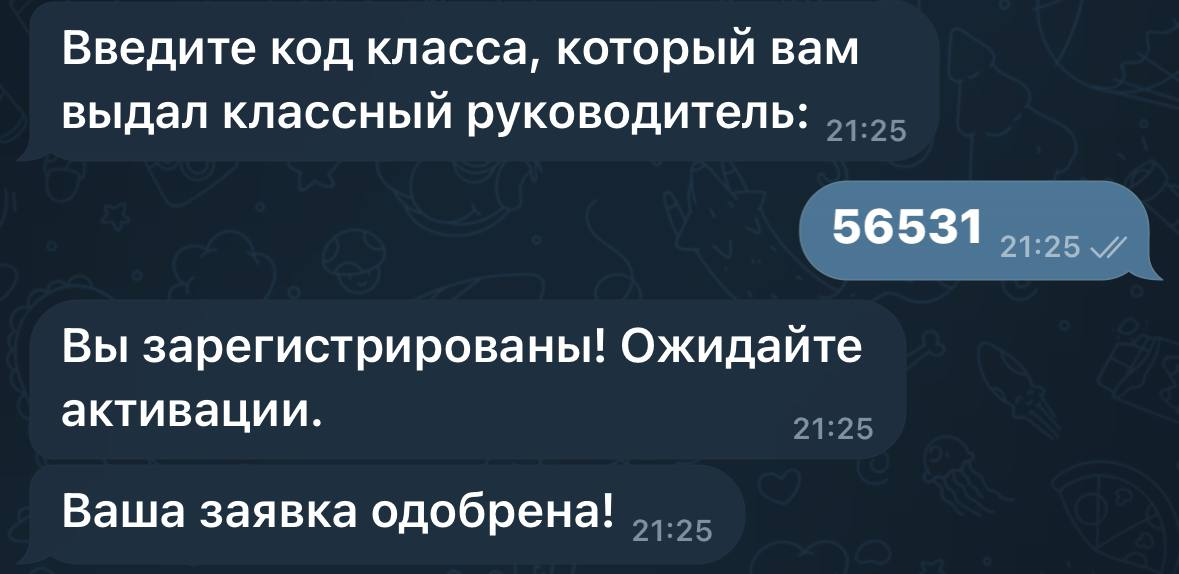 Введите код класса, который вам
выдал классный руководитель: 21:25
56531 21:25
Вы зарегистрированы! Ожидайте
активации. 21:25
Ваша заявка одобрена! 21:25